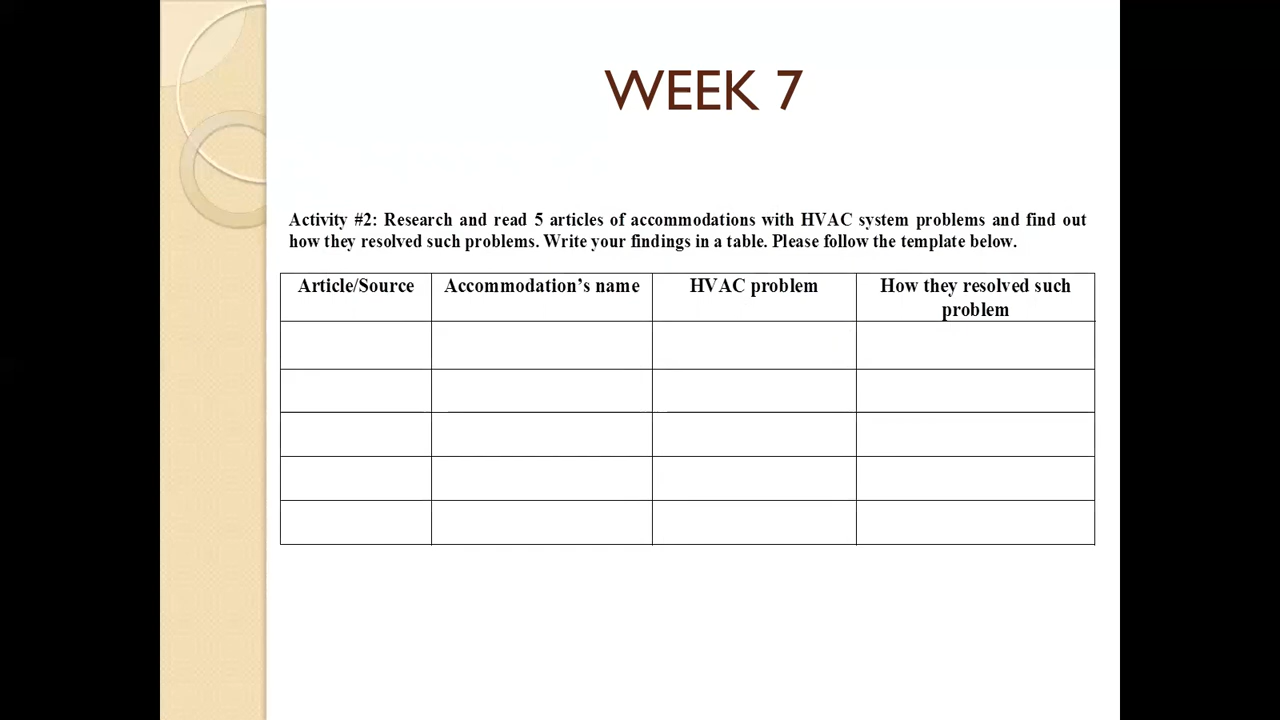 WEEK 7
Activity #2: Research and read 5 articles of accommodations with HVAC system problems and find out
how they resolved such problems. Write your findings in a table. Please follow the template below.
Article/Source
Accommodation’s name
HVAC problem
How they resolved such
problem